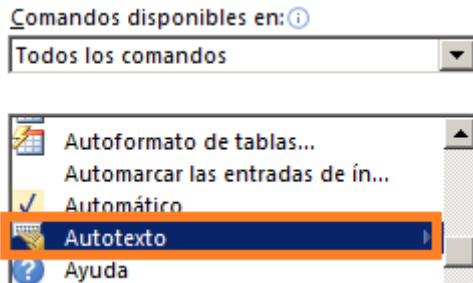 Comandos disponibles en:
Todos los comandos
Autoformato de tablas...
Automarcar las entradas de ín...
Automático
Autotexto
Ayuda